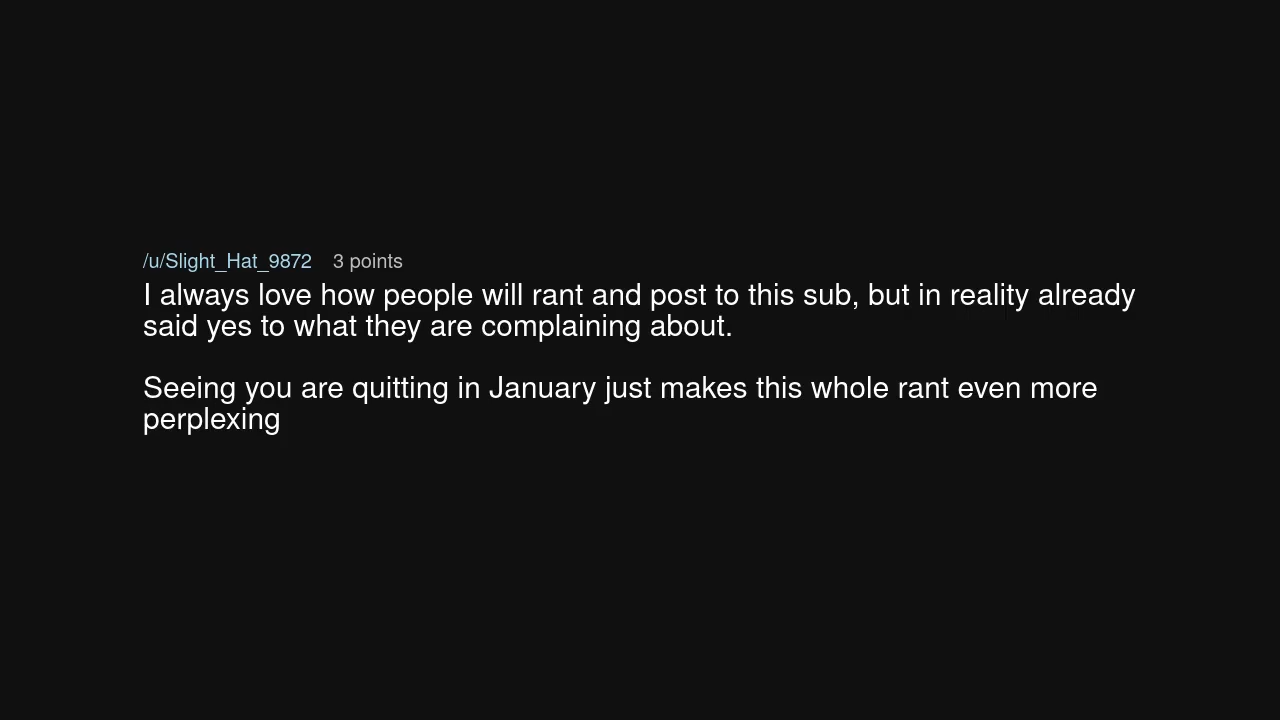 /u/Slight_Hat_9872 3 points
I always love how people will rant and post to this sub, but in reality already
said yes to what they are complaining about.
Seeing you are quitting in January just makes this whole rant even more
perplexing